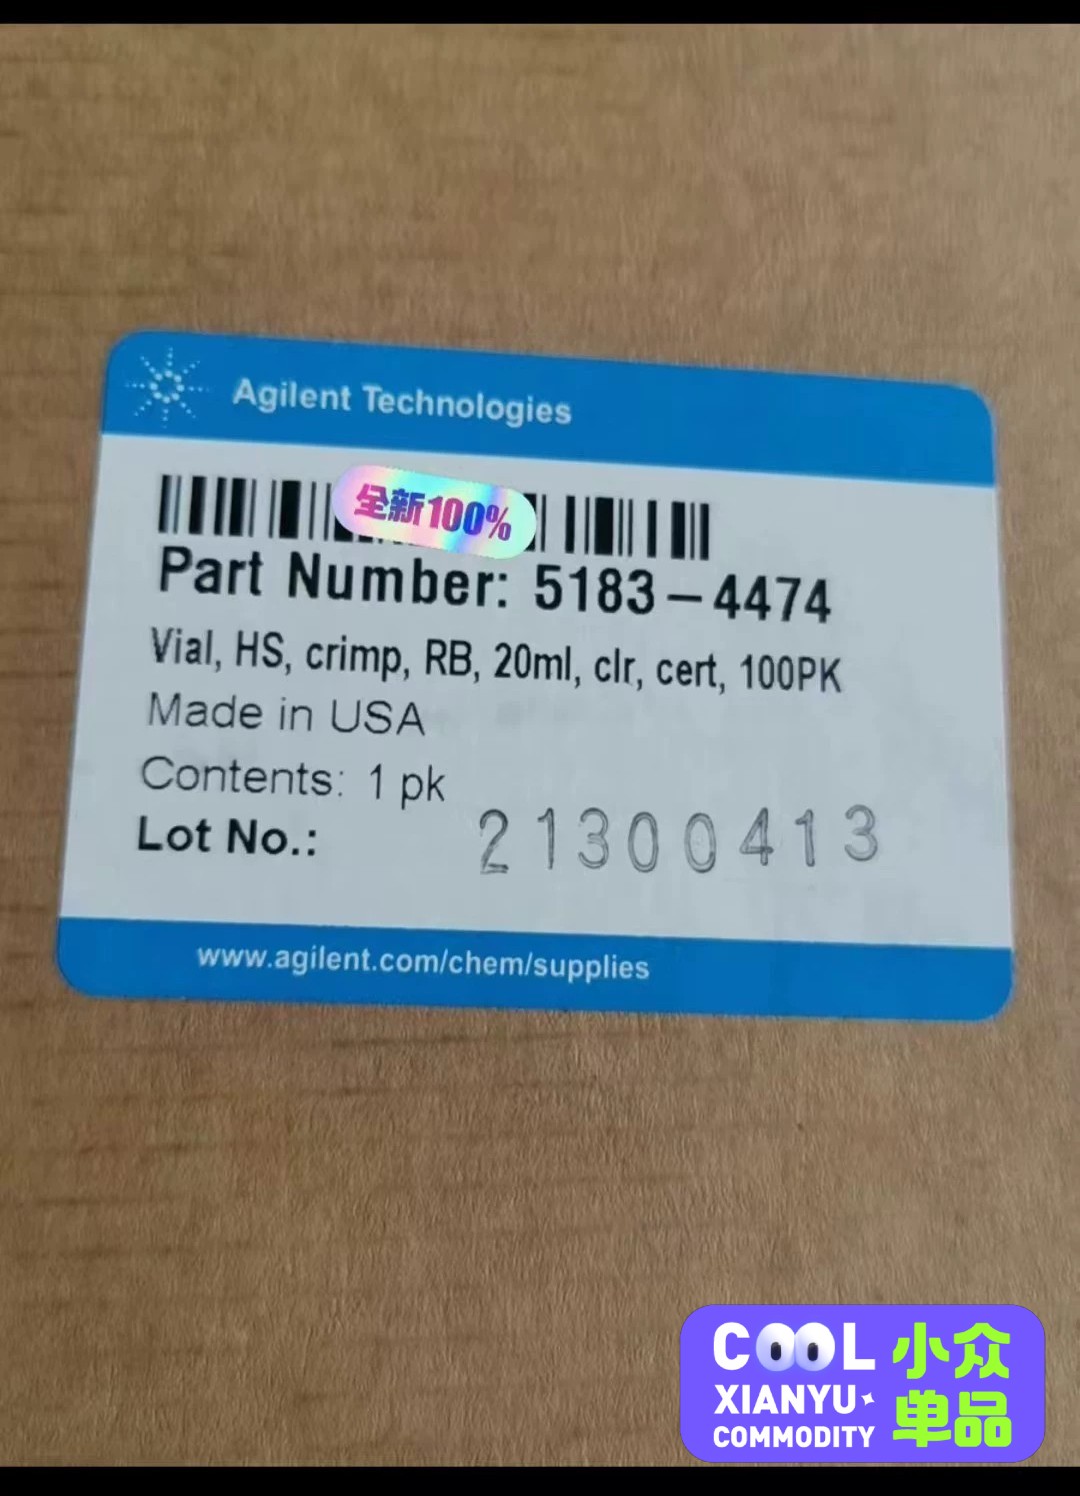 Agilent Technologies
全新100%
Part Number: 5183-4474
Vial, HS, crimp, RB, 20ml, clr, cert, 100PK
Made in USA
Contents: 1 pk
Lot No.: 21300413
www.agilent.com/chem/supplies
COOL 小众
XIANYU
单品
COMMODITY